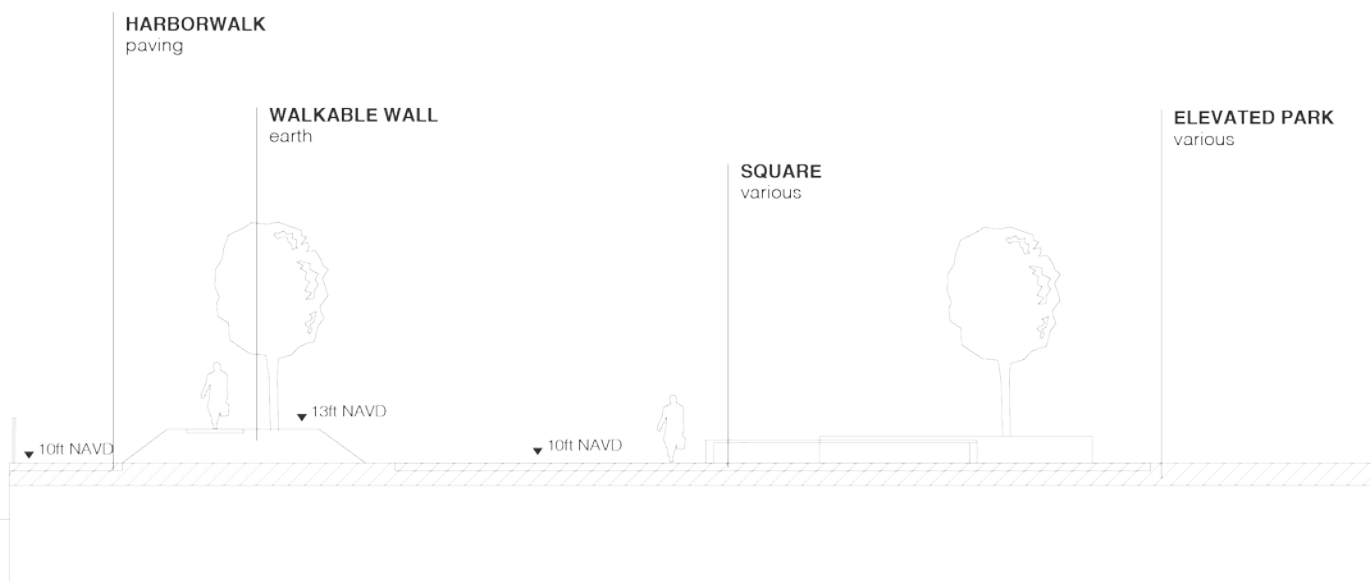 HARBORWALK
paving
WALKABLE WALL
earth
ELEVATED PARK
various
SQUARE
various
13ft NAVD
10ft NAVD
10ft NAVD